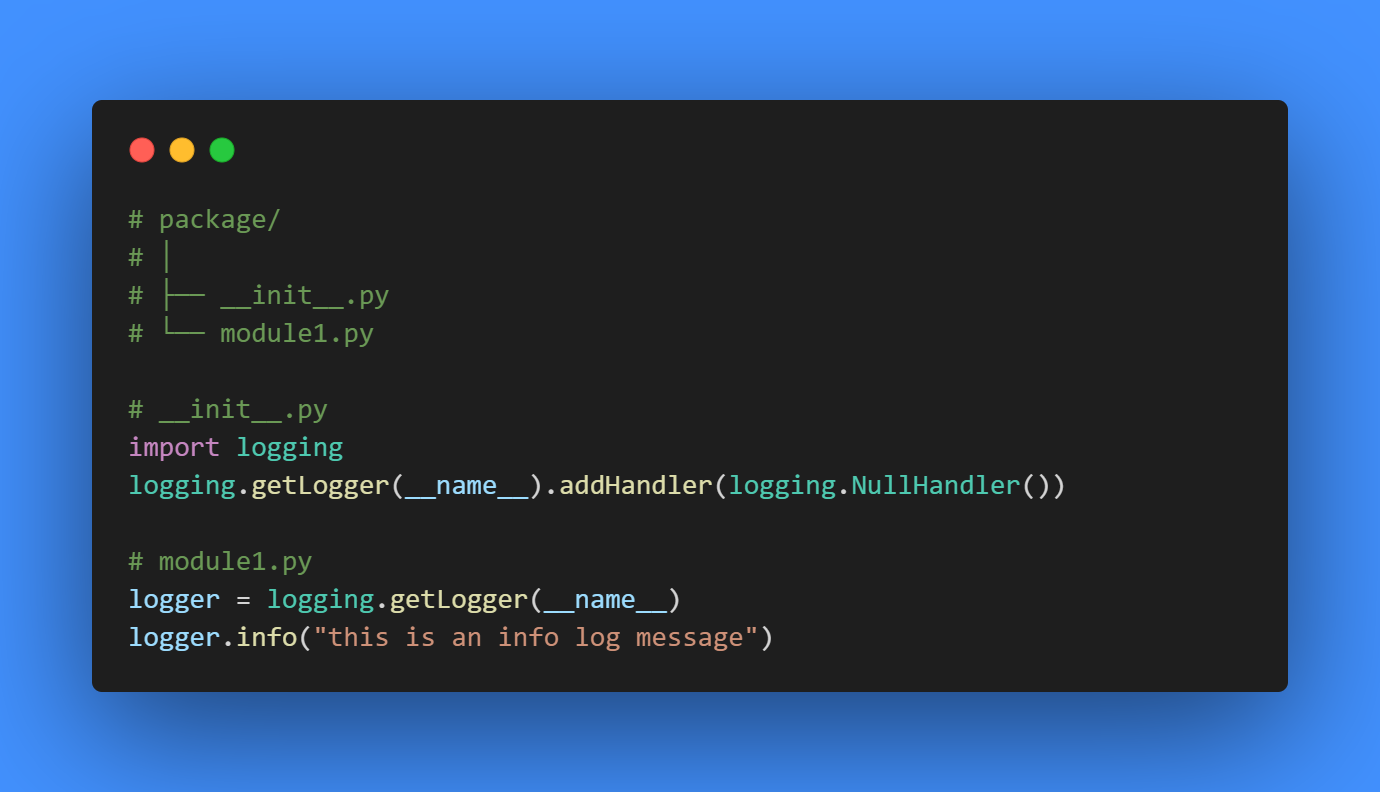 # package/
# │
# ├── __init__.py
# └── module1.py
# __init__.py
import logging
logging.getLogger(__name__).addHandler(logging.NullHandler())
# module1.py
logger = logging.getLogger(__name__)
logger.info("this is an info log message")